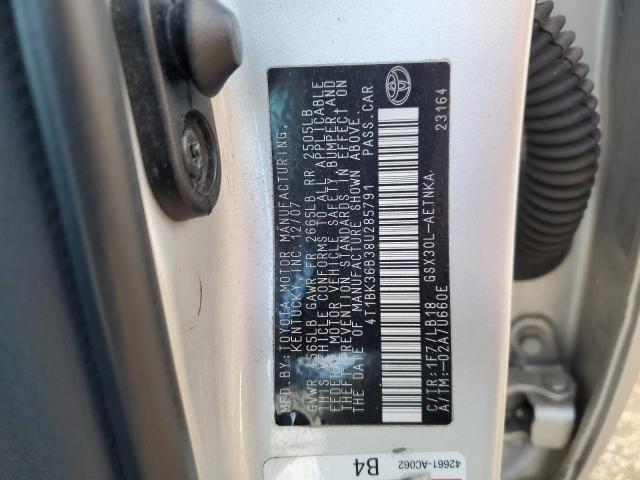 MFD.BY:TOYOTA MOTOR MANUFACTURING,
KENTUCKY, INC. 12/07
GVWR 4565LB GAWR FR 2665LB RR 2505LB
THIS VEHICLE CONFORMS TO ALL APPLICABLE
FEDERAL MOTOR VEHICLE SAFETY, BUMPER, AND
THEFT PREVENTION STANDARDS IN EFFECT ON
THE DATE OF MANUFACTURE SHOWN ABOVE.
4T1BK36B38U285791 PASS.CAR
C/TR:1F7/LB18 GSX30L-AETNKA
A/TM:-02A/U660E 23164
42661-AC062
B4